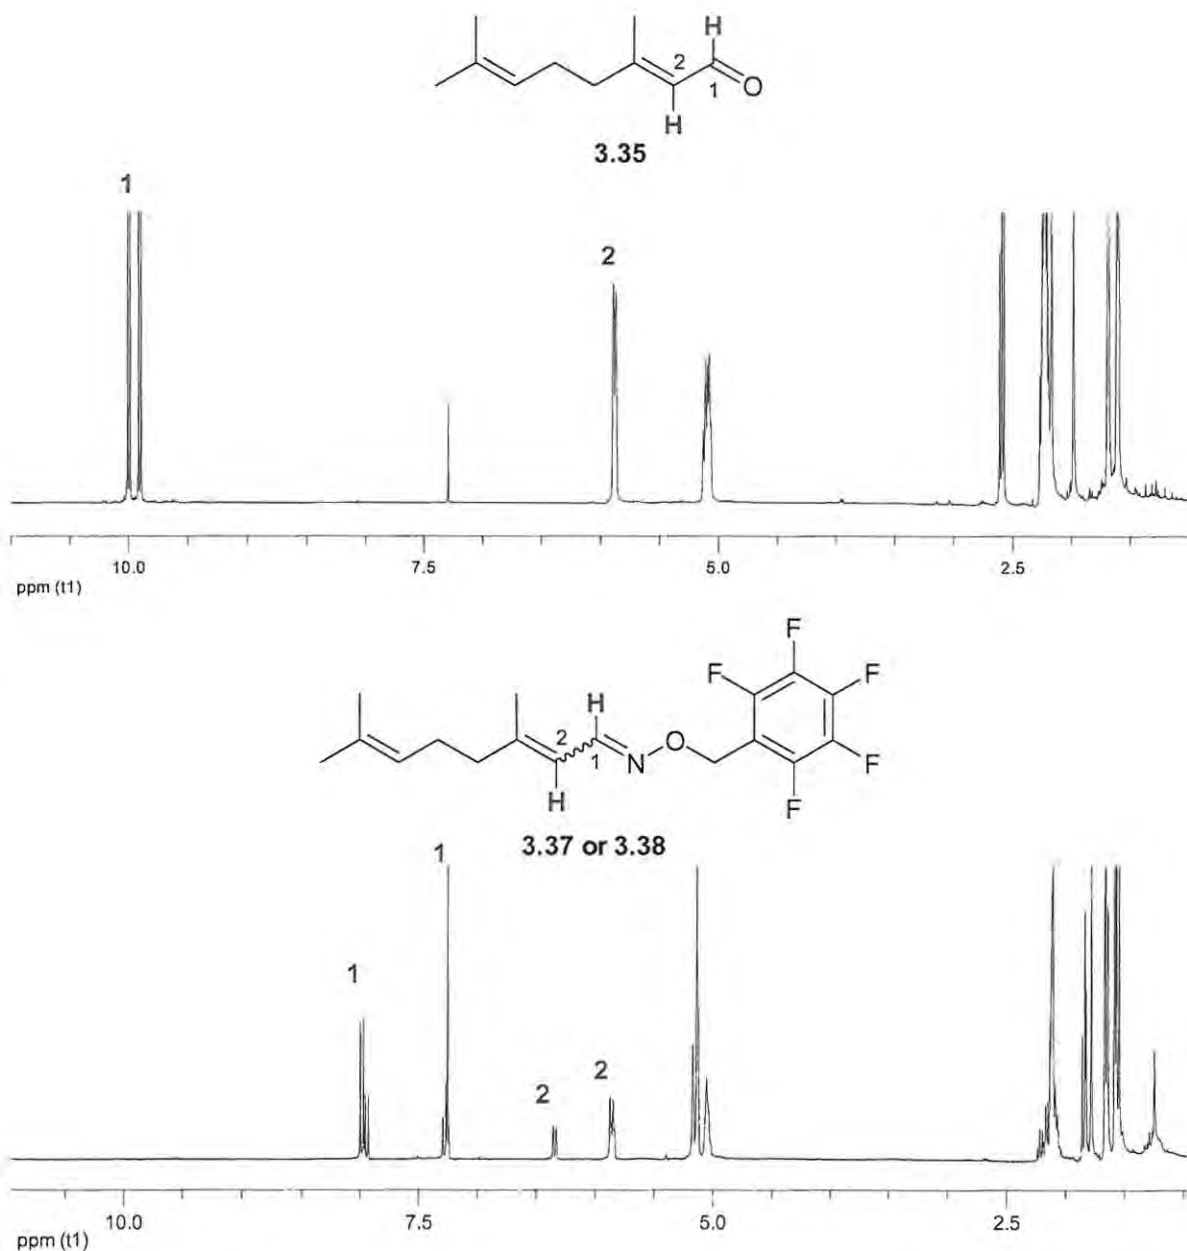 H
2
1
O
H
3.35
1
2
10.0 7.5 5.0 2.5
ppm (t1)
F
F F
H
2 O
1 N F
H F
3.37 or 3.38
1
1
2 2
10.0 7.5 5.0 2.5
ppm (t1)